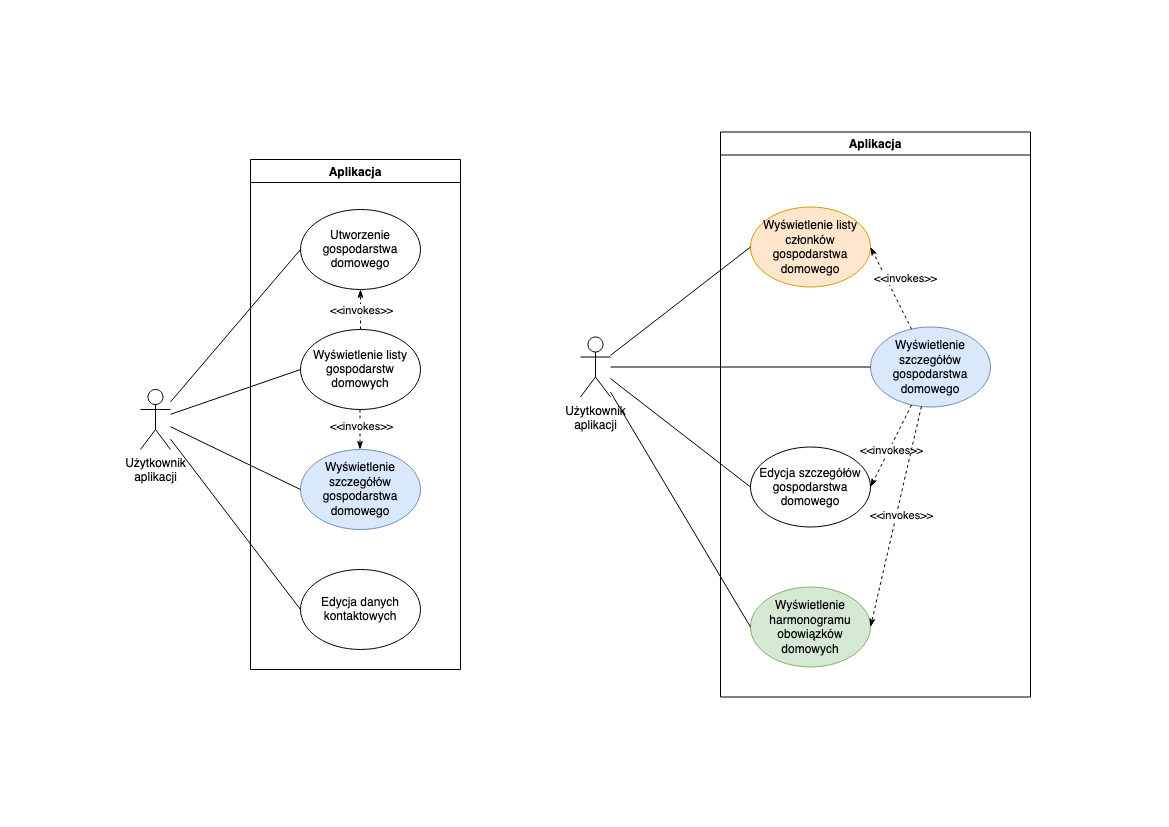 Aplikacja
Utworzenie
gospodarstwa
domowego
<<invokes>>
Wyświetlenie listy
gospodarstw
domowych
<<invokes>>
Wyświetlenie
szczegółów
gospodarstwa
domowego
Edycja danych
kontaktowych
Użytkownik
aplikacji
Aplikacja
Wyświetlenie listy
członków
gospodarstwa
domowego
<<invokes>>
Wyświetlenie
szczegółów
gospodarstwa
domowego
<<invokes>>
Edycja szczegółów
gospodarstwa
domowego
<<invokes>>
Wyświetlenie
harmonogramu
obowiązków
domowych
Użytkownik
aplikacji